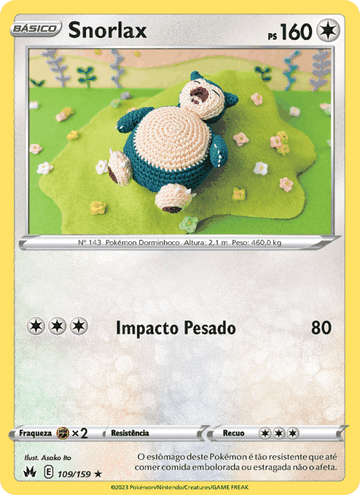 BÁSICO Snorlax PS 160
Nº 143 Pokémon Dorminhoco Altura: 2,1 m Peso: 460,0 kg
Impacto Pesado 80
Fraqueza ×2 Resistência Recuo
Ilust. Asako Ito
E 109/159 ★
O estômago deste Pokémon é tão resistente que até
comer comida embolorada ou estragada não o afeta.
©2023 Pokémon/Nintendo/Creatures/GAME FREAK